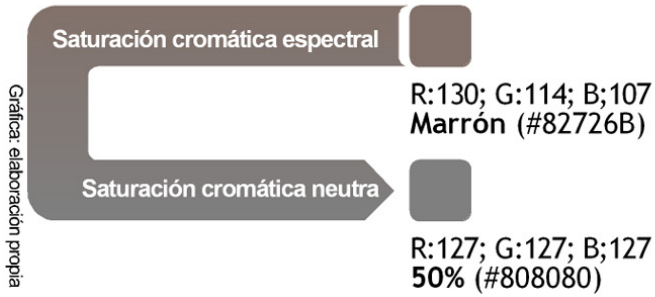 Saturación cromática espectral
R:130; G:114; B;107
Marrón (#82726B)
Saturación cromática neutra
R:127; G:127; B;127
50% (#808080)
Gráfica: elaboración propia